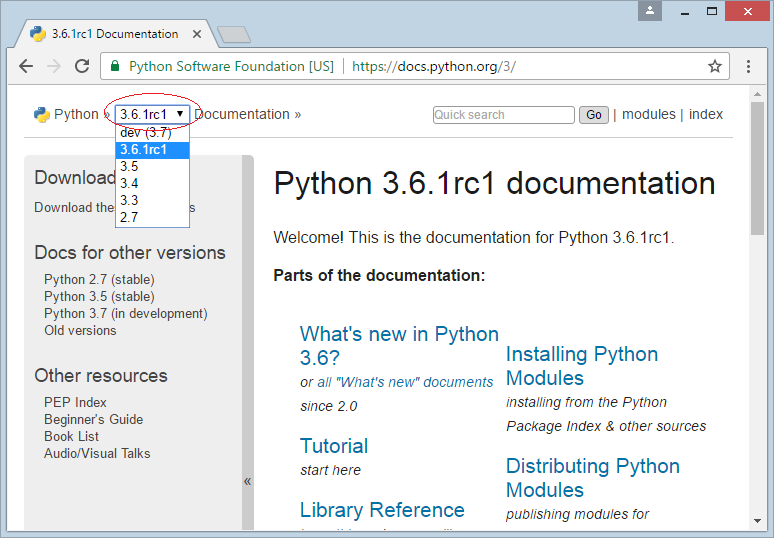 3.6.1rc1 Documentation
Python Software Foundation [US] https://docs.python.org/3/
Python » 3.6.1rc1 Documentation » Quick search Go | modules | index
dev (3.7)
3.6.1rc1
3.5
3.4
3.3
2.7
Download
Download these
Docs for other versions
Python 2.7 (stable)
Python 3.5 (stable)
Python 3.7 (in development)
Old versions
Other resources
PEP Index
Beginner's Guide
Book List
Audio/Visual Talks
«
Python 3.6.1rc1 documentation
Welcome! This is the documentation for Python 3.6.1rc1.
Parts of the documentation:
What's new in Python
3.6?
or all "What's new" documents
since 2.0
Tutorial
start here
Library Reference
Installing Python
Modules
installing from the Python
Package Index & other sources
Distributing Python
Modules
publishing modules for